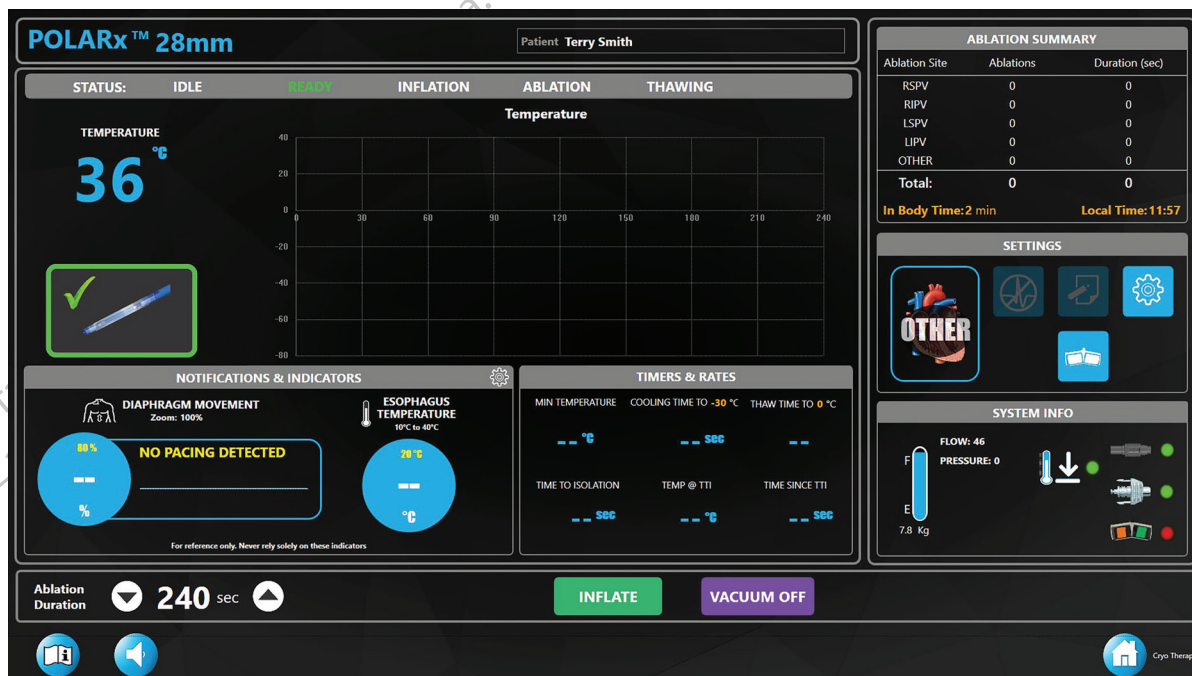 POLARx™ 28mm
Patient Terry Smith
STATUS: IDLE READY INFLATION ABLATION THAWING
TEMPERATURE
36 °C
Temperature
40
20
0
0 30 60 90 120 150 180 210 240
-20
-40
-60
-80
NOTIFICATIONS & INDICATORS
DIAPHRAGM MOVEMENT
Zoom: 100%
80 %
--
%
NO PACING DETECTED
ESOPHAGUS
TEMPERATURE
10°C to 40°C
20 °C
--
°C
For reference only. Never rely solely on these indicators
TIMERS & RATES
MIN TEMPERATURE COOLING TIME TO -30 °C THAW TIME TO 0 °C
-- °C -- sec --
TIME TO ISOLATION TEMP @ TTI TIME SINCE TTI
-- sec -- °C -- sec
ABLATION SUMMARY
Ablation Site Ablations Duration (sec)
RSPV 0 0
RIPV 0 0
LSPV 0 0
LIPV 0 0
OTHER 0 0
Total: 0 0
In Body Time:2 min Local Time:11:57
SETTINGS
OTHER
SYSTEM INFO
FLOW: 46
PRESSURE: 0
F
E
7.8 Kg
Ablation
Duration
240 sec
INFLATE
VACUUM OFF